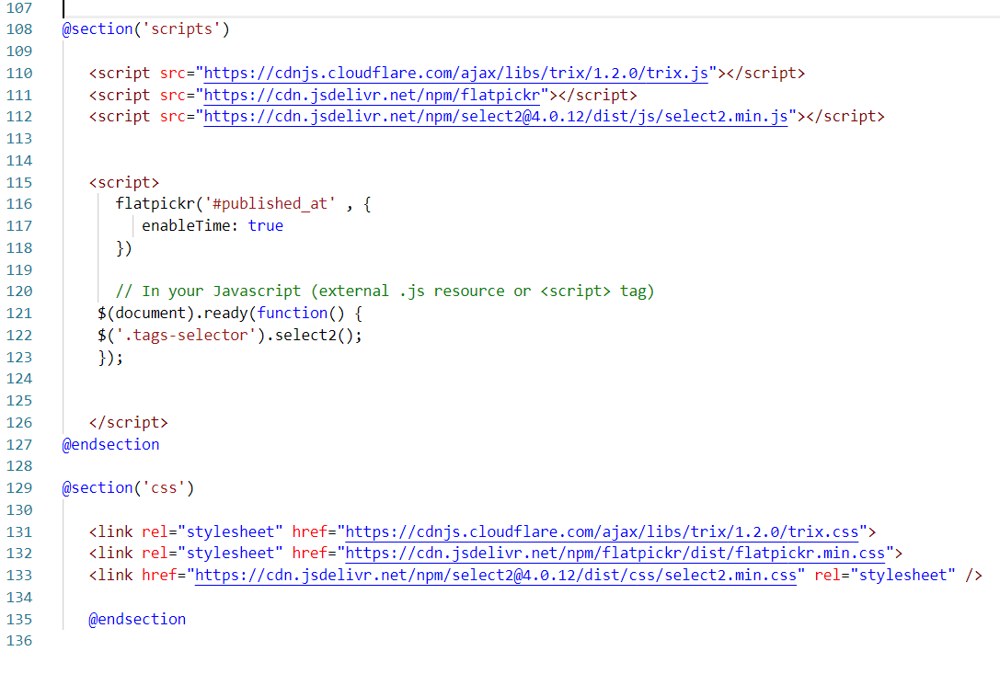 107
108 @section('scripts')
109
110 <script src="https://cdnjs.cloudflare.com/ajax/libs/trix/1.2.0/trix.js"></script>
111 <script src="https://cdn.jsdelivr.net/npm/flatpickr"></script>
112 <script src="https://cdn.jsdelivr.net/npm/select2@4.0.12/dist/js/select2.min.js"></script>
113
114
115 <script>
116 flatpickr('#published_at' , {
117 enableTime: true
118 })
119
120 // In your Javascript (external .js resource or <script> tag)
121 $(document).ready(function() {
122 $('.tags-selector').select2();
123 });
124
125
126 </script>
127 @endsection
128
129 @section('css')
130
131 <link rel="stylesheet" href="https://cdnjs.cloudflare.com/ajax/libs/trix/1.2.0/trix.css">
132 <link rel="stylesheet" href="https://cdn.jsdelivr.net/npm/flatpickr/dist/flatpickr.min.css">
133 <link href="https://cdn.jsdelivr.net/npm/select2@4.0.12/dist/css/select2.min.css" rel="stylesheet" />
134
135 @endsection
136